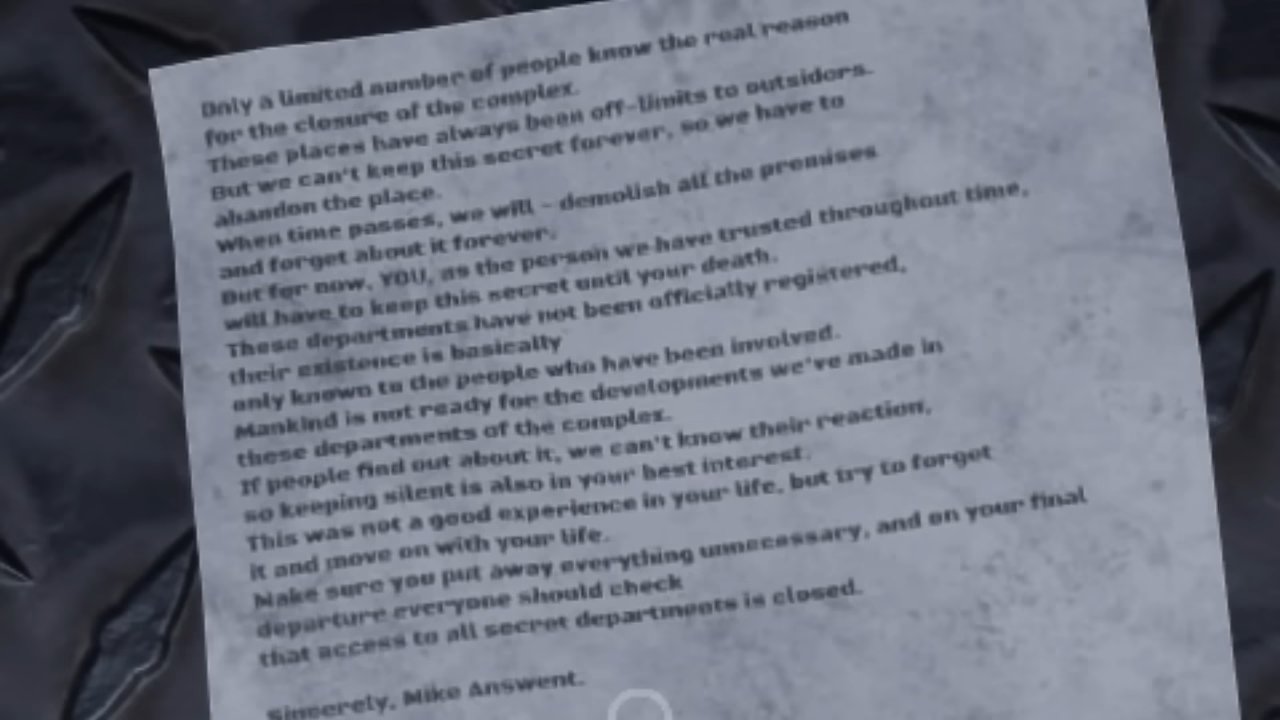 Only a limited number of people know the real reason
for the closure of the complex.
These places have always been off-limits to outsidors.
But we can't keep this secret forever, so we have to
abandon the place.
When time passes, we will - demolish all the premises
and forget about it forever.
But for now, YOU, as the person we have trusted throughout time,
will have to keep this secret until your death.
These departments have not been officially registered,
their existence is basically
only known to the people who have been involved.
Mankind is not ready for the developments we've made in
these departments of the complex.
If people find out about it, we can't know their reaction,
so keeping silent is also in your best interest.
This was not a good experience in your life, but try to forget
it and move on with your life.
Make sure you put away everything unnecessary, and on your final
departure everyone should check
that access to all secret departments is closed.
Sincerely, Mike Answent.